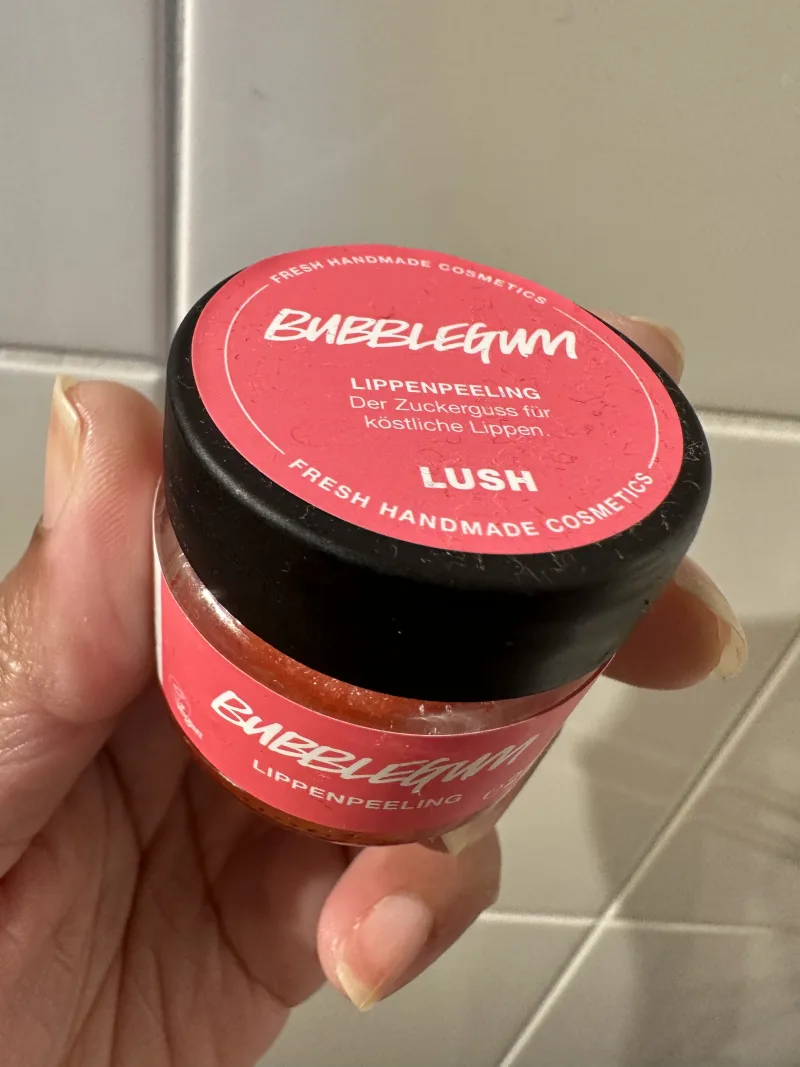 FRESH HANDMADE COSMETICS
BUBBLEGUM
LIPPENPEELING
Der Zuckerguss für
köstliche Lippen.
LUSH
FRESH HANDMADE COSMETICS
BUBBLEGUM
LIPPENPEELING